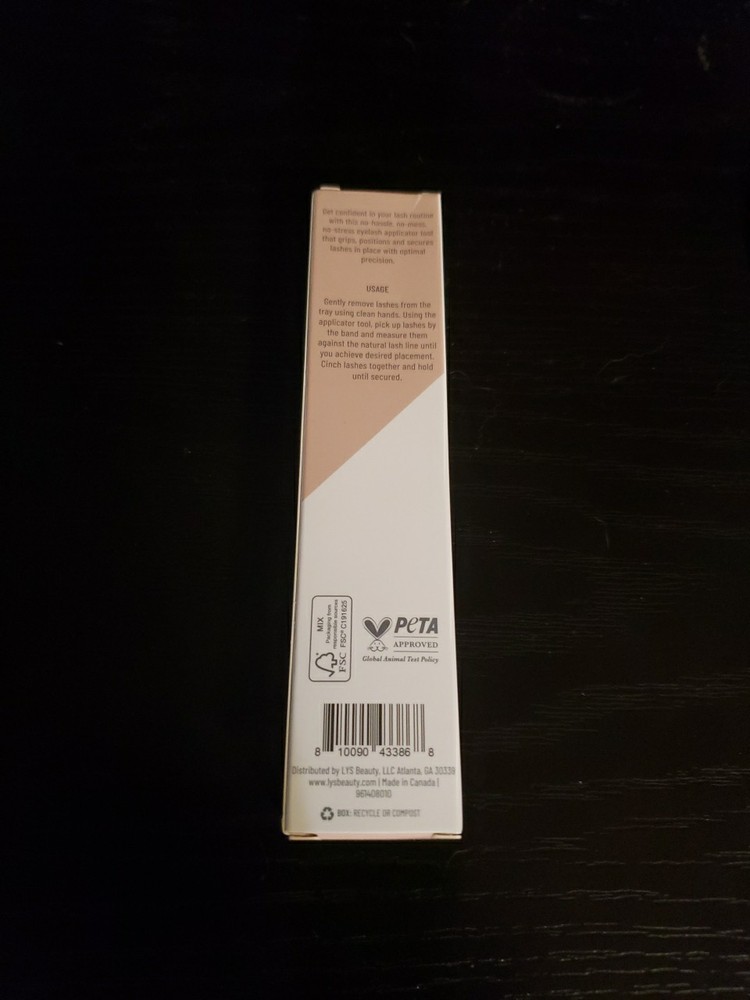 Get confident in your lash routine
with this no-hassle, no-mess,
no-stress eyelash applicator tool
that grips, positions and secures
lashes in place with optimal
precision.
USAGE
Gently remove lashes from the
tray using clean hands. Using the
applicator tool, pick up lashes by
the band and measure them
against the natural lash line until
you achieve desired placement.
Cinch lashes together and hold
until secured.
FSC
MIX
Packaging from
responsible sources
FSC® C191625
PeTA
APPROVED
Global Animal Test Policy
8 10090 43386 8
Distributed by LYS Beauty, LLC Atlanta, GA 30339
www.lysbeauty.com | Made in Canada |
961408010
BOX: RECYCLE OR COMPOST